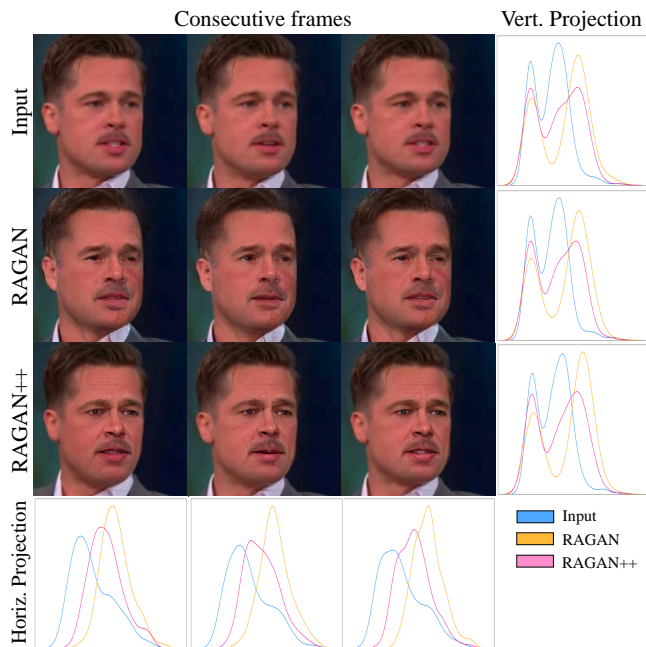 Consecutive frames
Vert. Projection
Input
RAGAN
RAGAN++
Horiz. Projection
Input
RAGAN
RAGAN++